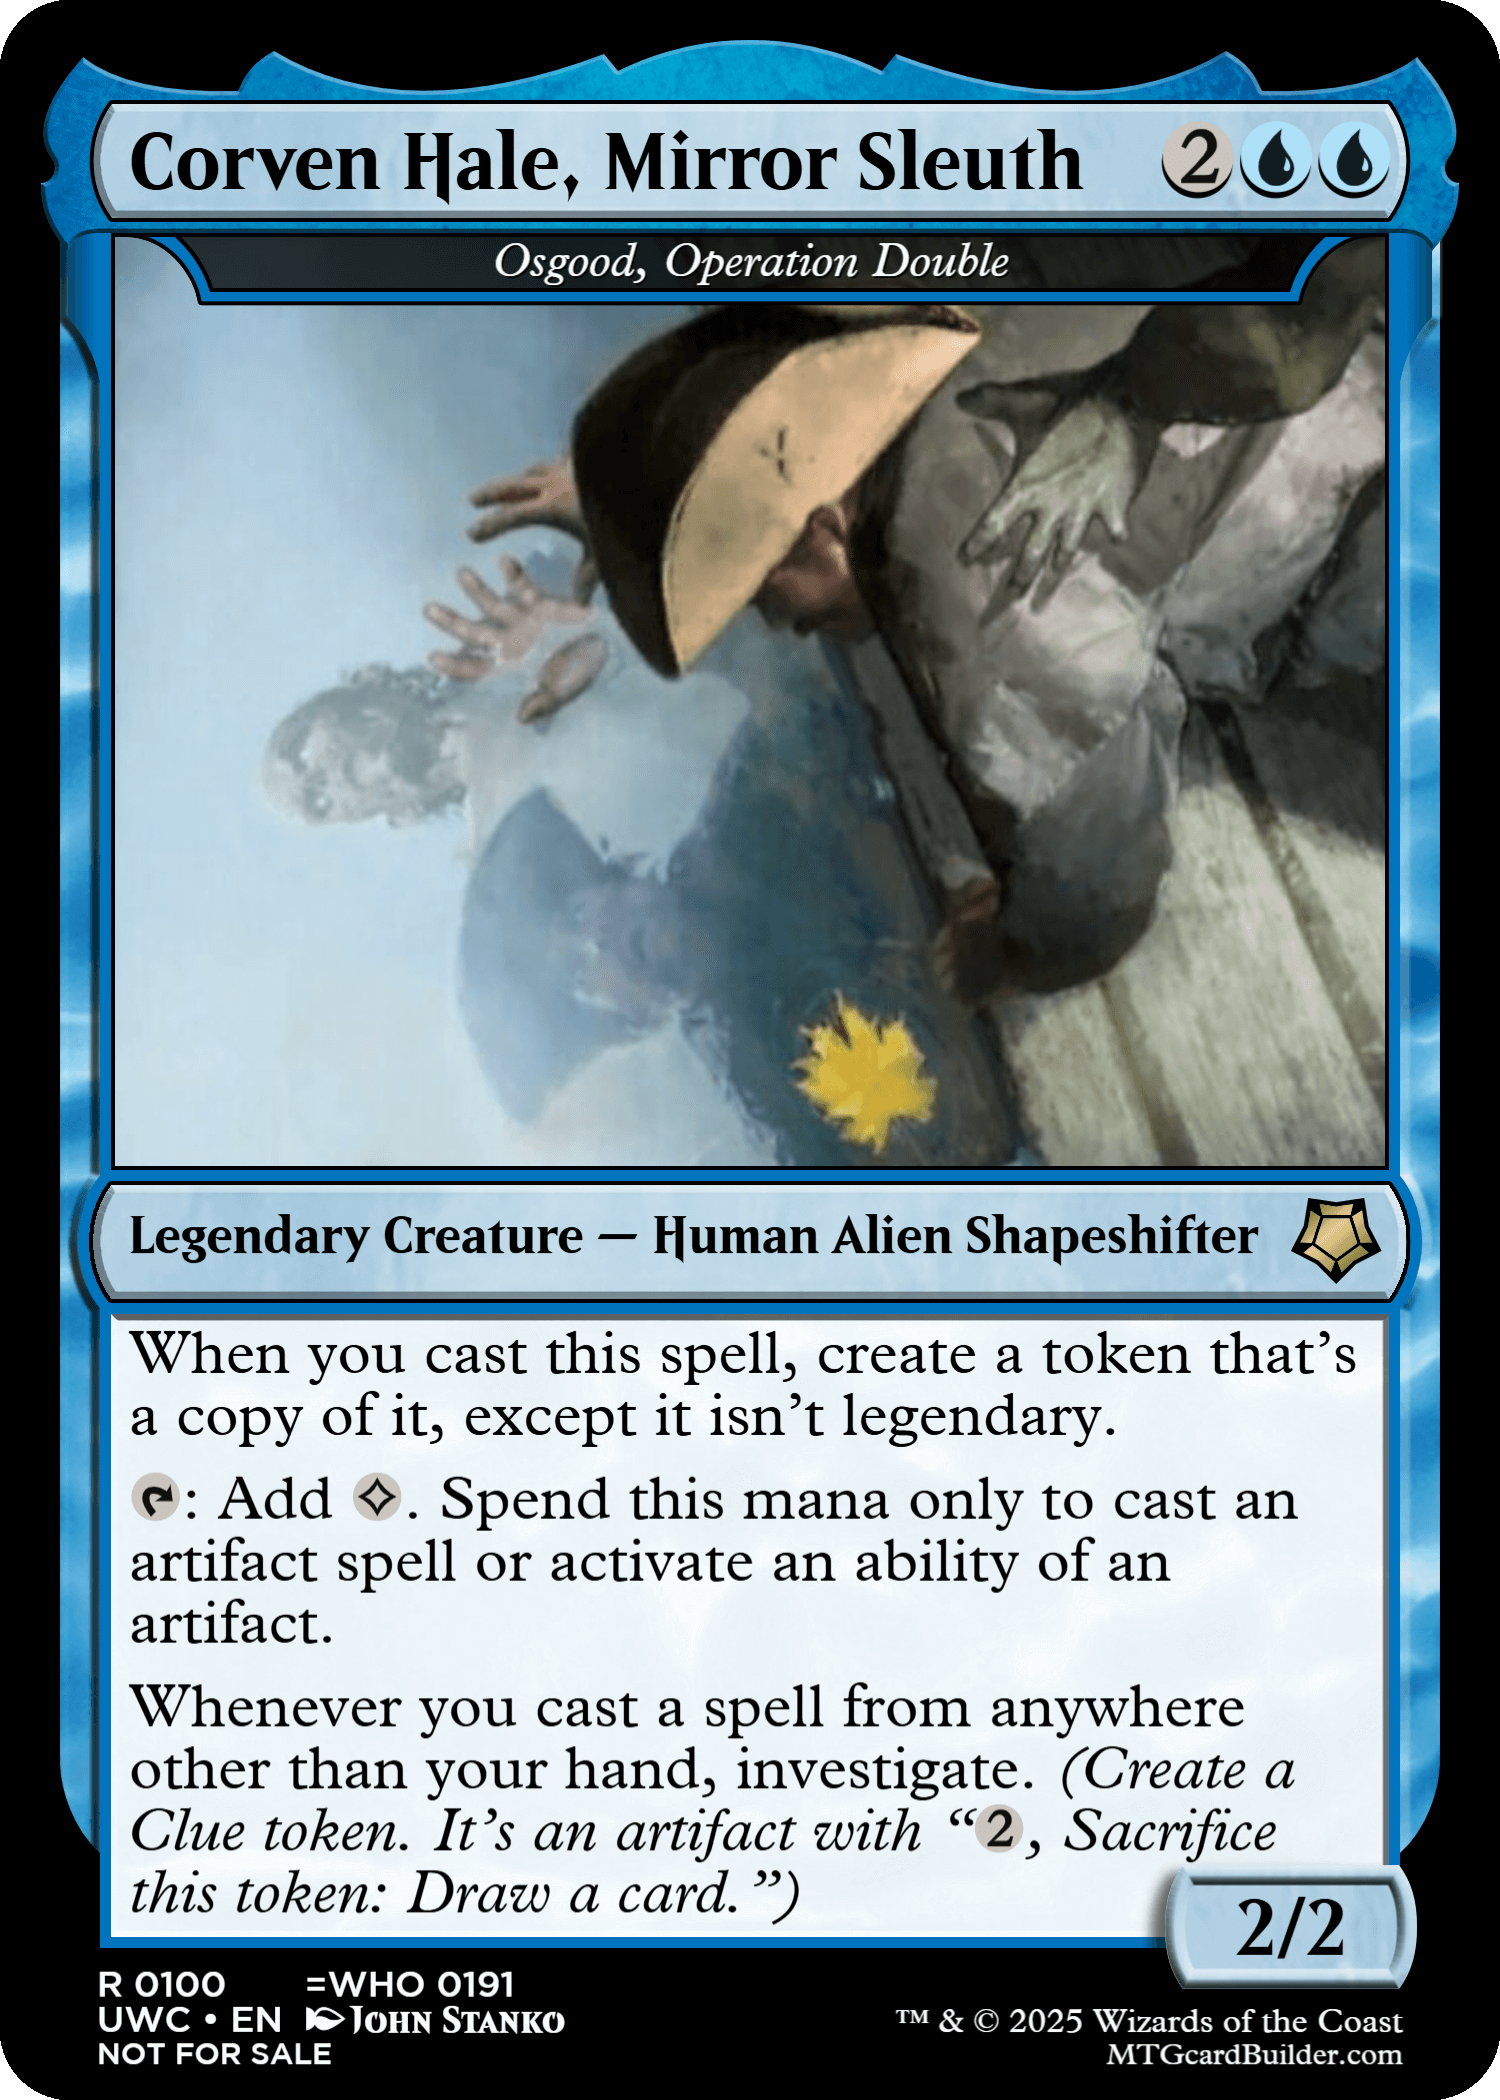 Corven Hale, Mirror Sleuth 2
Osgood, Operation Double
Legendary Creature — Human Alien Shapeshifter
When you cast this spell, create a token that's
a copy of it, except it isn't legendary.
: Add . Spend this mana only to cast an
artifact spell or activate an ability of an
artifact.
Whenever you cast a spell from anywhere
other than your hand, investigate. (Create a
Clue token. It's an artifact with “2, Sacrifice
this token: Draw a card.”)
2/2
R 0100 =WHO 0191
UWC • EN JOHN STANKO
NOT FOR SALE
™ & © 2025 Wizards of the Coast
MTGcardBuilder.com